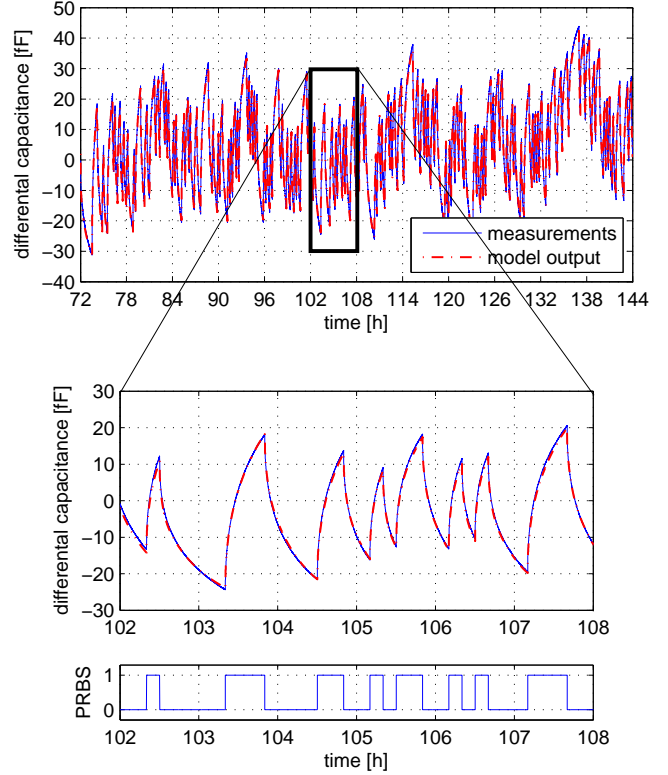 50
40
30
20
10
0
−10
−20
−30
−40
differental capacitance [fF]
measurements
model output
72 78 84 90 96 102 108 114 120 126 132 138 144
time [h]
30
20
10
0
−10
−20
−30
differental capacitance [fF]
102 103 104 105 106 107 108
1
0
PRBS
102 103 104 105 106 107 108
time [h]